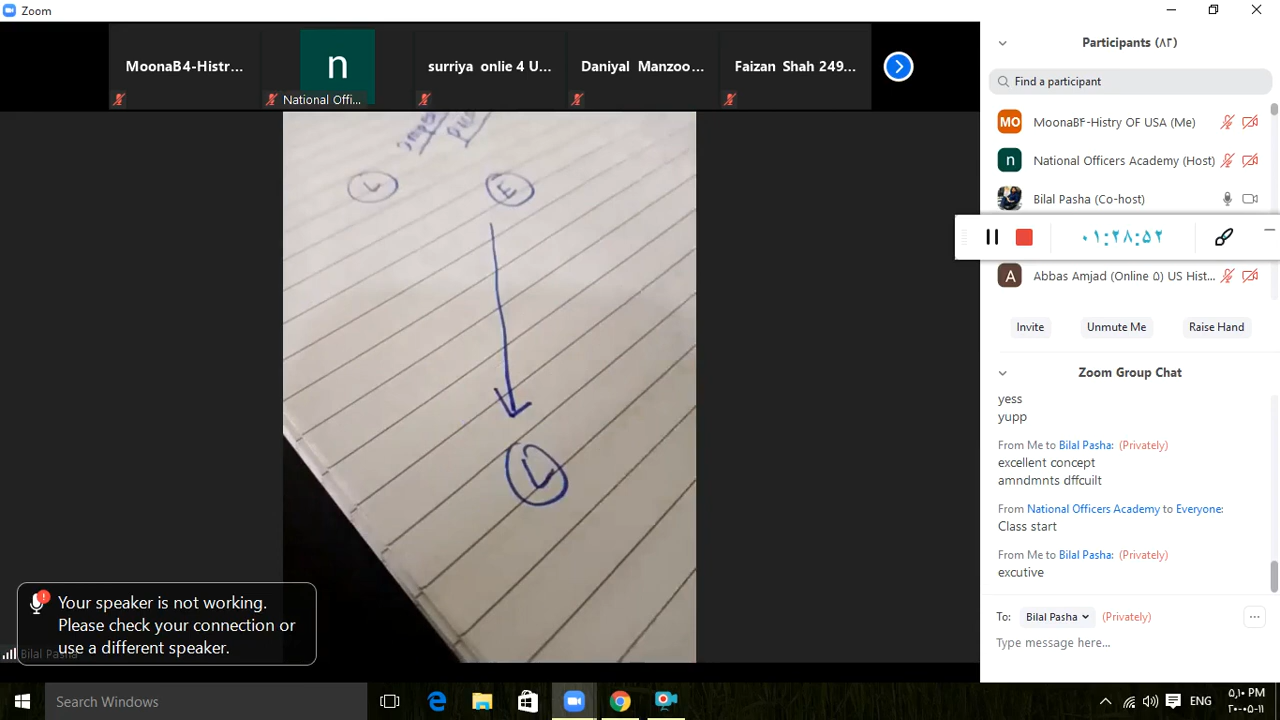 Zoom
MoonaB4-Histr...
n
National Offi...
surriya onlie 4 U...
Daniyal Manzoo...
Faizan Shah 249...
L
E
L
Your speaker is not working.
Please check your connection or
use a different speaker.
Bilal Pasha
Participants (٨٢)
Find a participant
MO
MoonaB۴-Histry OF USA (Me)
n
National Officers Academy (Host)
Bilal Pasha (Co-host)
٠١:٢٨:٥٢
A
Abbas Amjad (Online ۵) US Hist...
Invite
Unmute Me
Raise Hand
Zoom Group Chat
yess
yupp
From Me to Bilal Pasha: (Privately)
excellent concept
amndmnts dffcuilt
From National Officers Academy to Everyone:
Class start
From Me to Bilal Pasha: (Privately)
excutive
To: Bilal Pasha (Privately)
Type message here...
Search Windows
ENG
۵:۱۰ PM